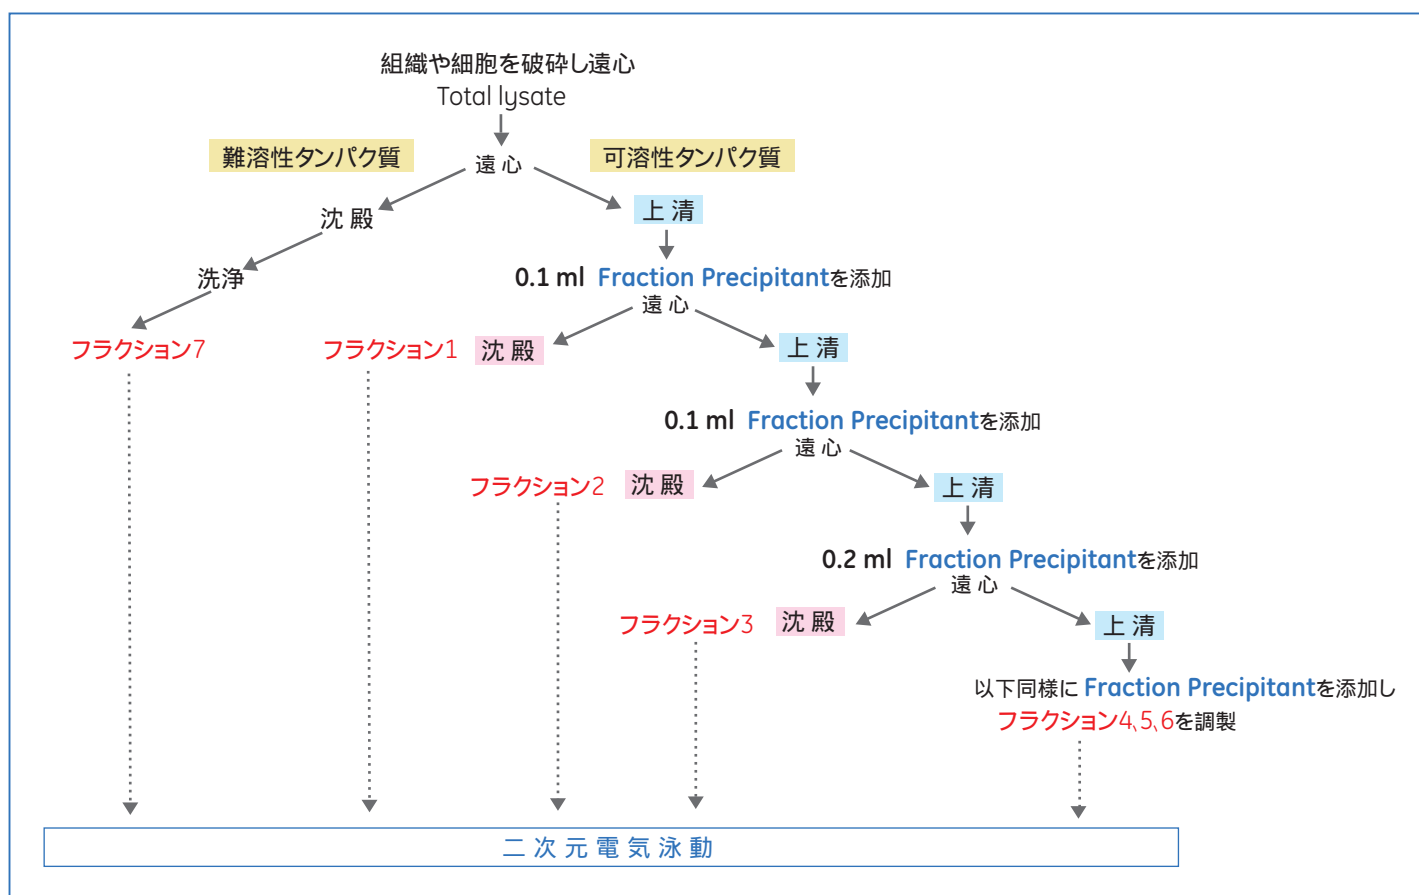 組織や細胞を破砕し遠心
Total lysate
難溶性タンパク質
遠心
可溶性タンパク質
沈殿
上清
洗浄
0.1 ml Fraction Precipitantを添加
遠心
フラクション7
フラクション1
沈殿
上清
0.1 ml Fraction Precipitantを添加
遠心
フラクション2
沈殿
上清
0.2 ml Fraction Precipitantを添加
遠心
フラクション3
沈殿
上清
以下同様に Fraction Precipitantを添加し
フラクション4、5、6を調製
二次元電気泳動